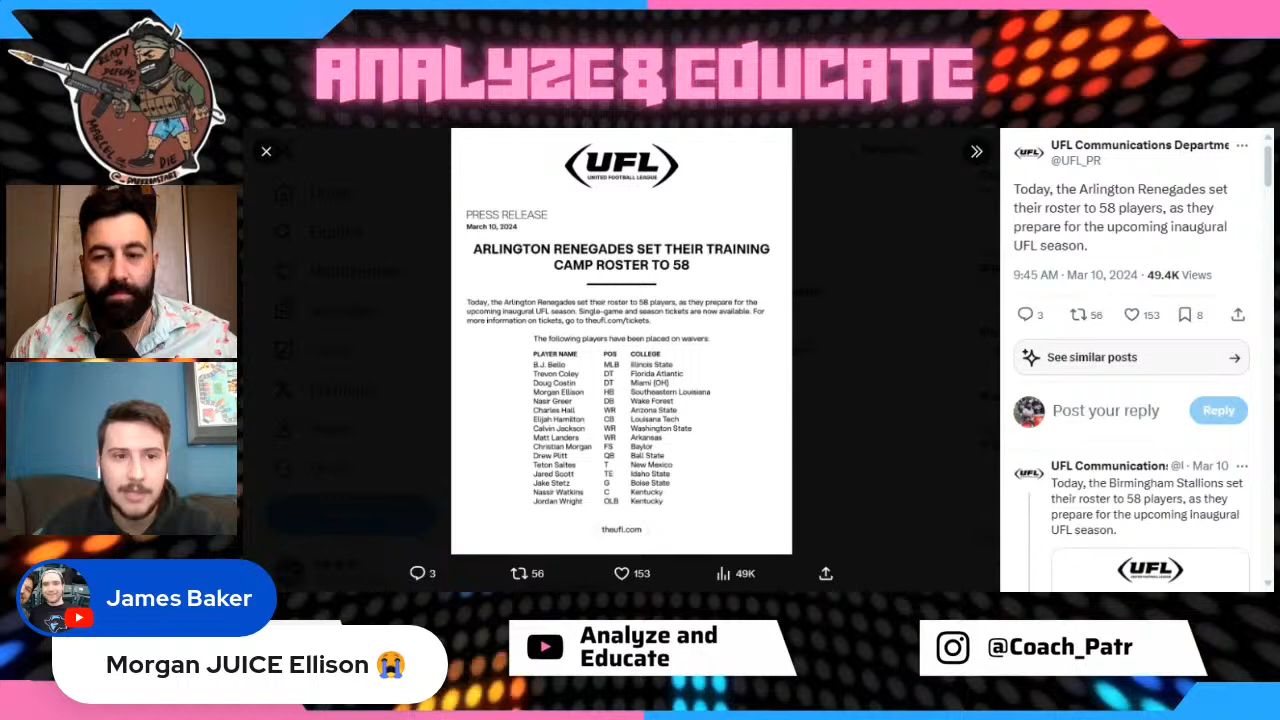 ANALYZE & EDUCATE
READY
TO
DEFEND
MARCEL
DIE
UFL
UNITED FOOTBALL LEAGUE
PRESS RELEASE
March 10, 2024
ARLINGTON RENEGADES SET THEIR TRAINING
CAMP ROSTER TO 58
Today, the Arlington Renegades set their roster to 58 players, as they prepare for the
upcoming inaugural UFL season. Single-game and season tickets are now available. For
more information on tickets, go to theufl.com/tickets.
The following players have been placed on waivers:
PLAYER NAME POS COLLEGE
B.J. Bello MLB Illinois State
Trevon Coley DT Florida Atlantic
Doug Costin DT Miami (OH)
Morgan Ellison HB Southeastern Louisiana
Nasir Greer DB Wake Forest
Charles Hall WR Arizona State
Elijah Hamilton CB Louisana Tech
Calvin Jackson WR Washington State
Matt Landers WR Arkansas
Christian Morgan FS Baylor
Drew Plitt QB Ball State
Teton Saltes T New Mexico
Jared Scott TE Idaho State
Jake Stetz G Boise State
Nassir Watkins C Kentucky
Jordan Wright OLB Kentucky
theufl.com
3 56 153 49K
UFL
UFL Communications Departme ...
@UFL_PR
Today, the Arlington Renegades set
their roster to 58 players, as they
prepare for the upcoming inaugural
UFL season.
9:45 AM · Mar 10, 2024 · 49.4K Views
3 56 153 8
See similar posts
Post your reply Reply
UFL
UFL Communications @I · Mar 10 ...
Today, the Birmingham Stallions set
their roster to 58 players, as they
prepare for the upcoming inaugural
UFL season.
UFL
James Baker
Morgan JUICE Ellison 😭
Analyze and
Educate
@Coach_Patr